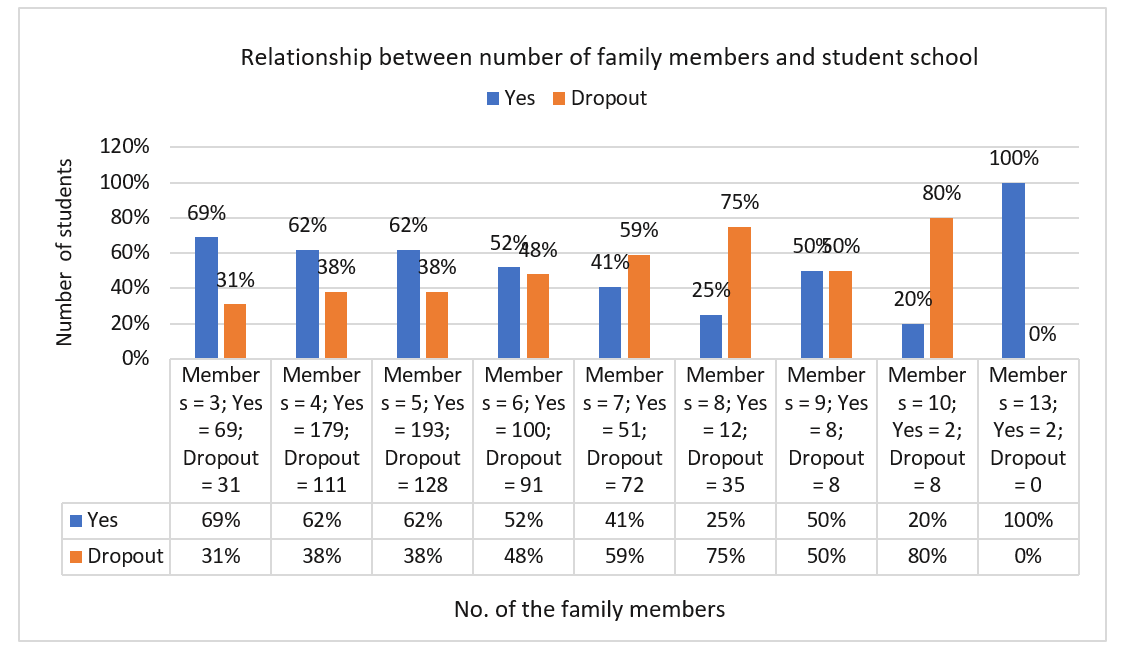 Relationship between number of family members and student school
Yes Dropout
Number of students
120%
100%
80%
60%
40%
20%
0%
69% 31% 62% 38% 62% 38% 52% 48% 41% 59% 25% 75% 50% 50% 20% 80% 100% 0%
Member s = 3; Yes = 69; Dropout = 31
Member s = 4; Yes = 179; Dropout = 111
Member s = 5; Yes = 193; Dropout = 128
Member s = 6; Yes = 100; Dropout = 91
Member s = 7; Yes = 51; Dropout = 72
Member s = 8; Yes = 12; Dropout = 35
Member s = 9; Yes = 8; Dropout = 8
Member s = 10; Yes = 2; Dropout = 8
Member s = 13; Yes = 2; Dropout = 0
Yes 69% 62% 62% 52% 41% 25% 50% 20% 100%
Dropout 31% 38% 38% 48% 59% 75% 50% 80% 0%
No. of the family members